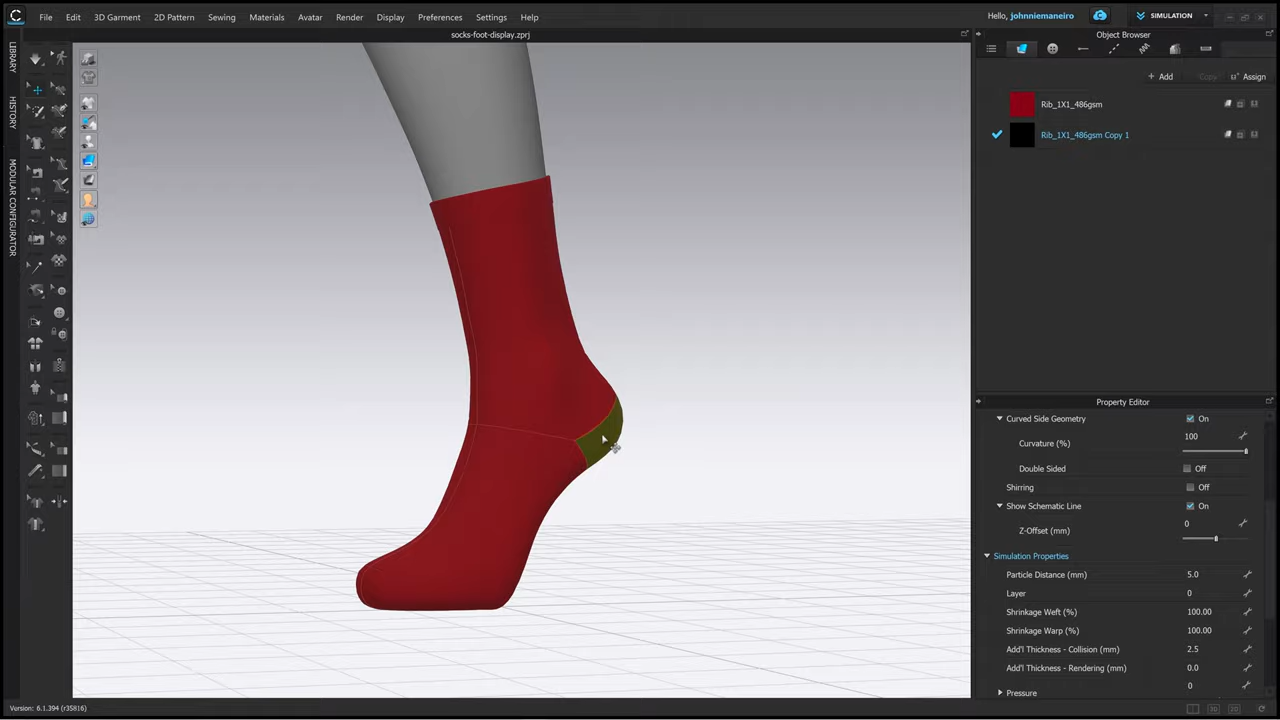 File Edit 3D Garment 2D Pattern Sewing Materials Avatar Render Display Preferences Settings Help
Hello, johnniemaneiro
SIMULATION
socks-foot-display.zprj
Object Browser
LIBRARY
HISTORY
MODULAR CONFIGURATOR
+ Add Copy Assign
Rib_1X1_486gsm
Rib_1X1_486gsm Copy 1
Property Editor
Curved Side Geometry On
Curvature (%) 100
Double Sided Off
Shirring Off
Show Schematic Line On
Z-Offset (mm) 0
Simulation Properties
Particle Distance (mm) 5.0
Layer 0
Shrinkage Weft (%) 100.00
Shrinkage Warp (%) 100.00
Add'l Thickness - Collision (mm) 2.5
Add'l Thickness - Rendering (mm) 0.0
Pressure 0
Version: 6.1.394 (r35816)
3D 2D